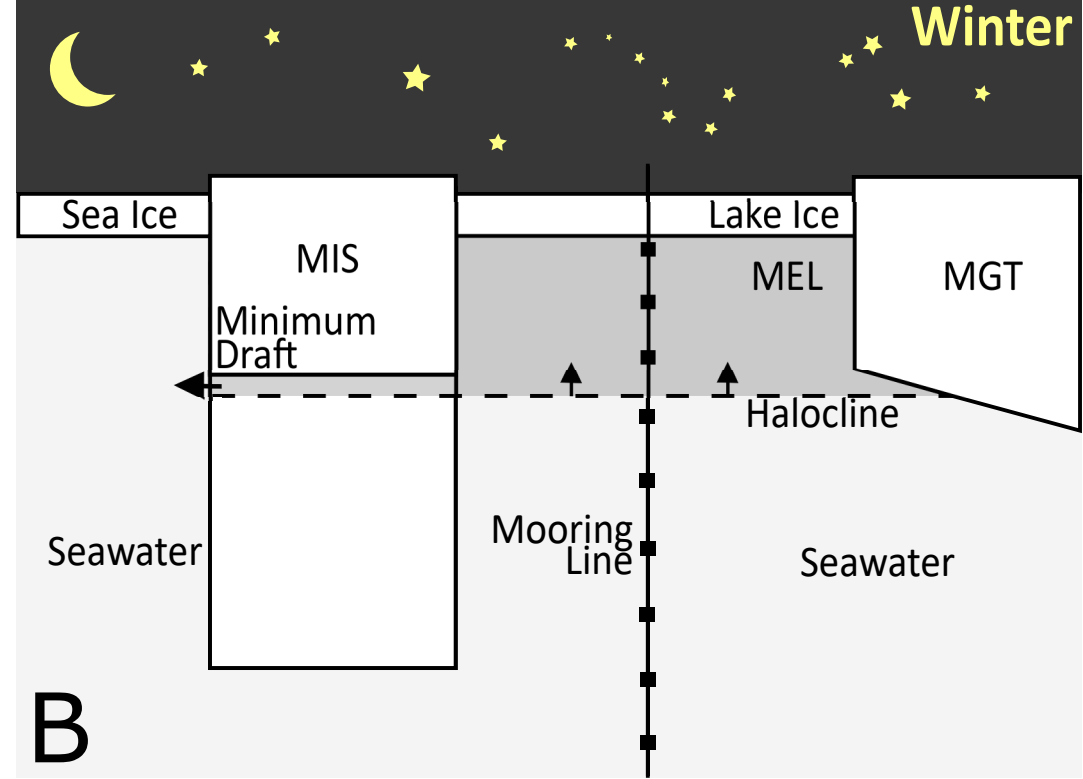 Winter
Sea Ice
Lake Ice
MIS
MEL
MGT
Minimum
Draft
Halocline
Mooring
Line
Seawater
Seawater
B